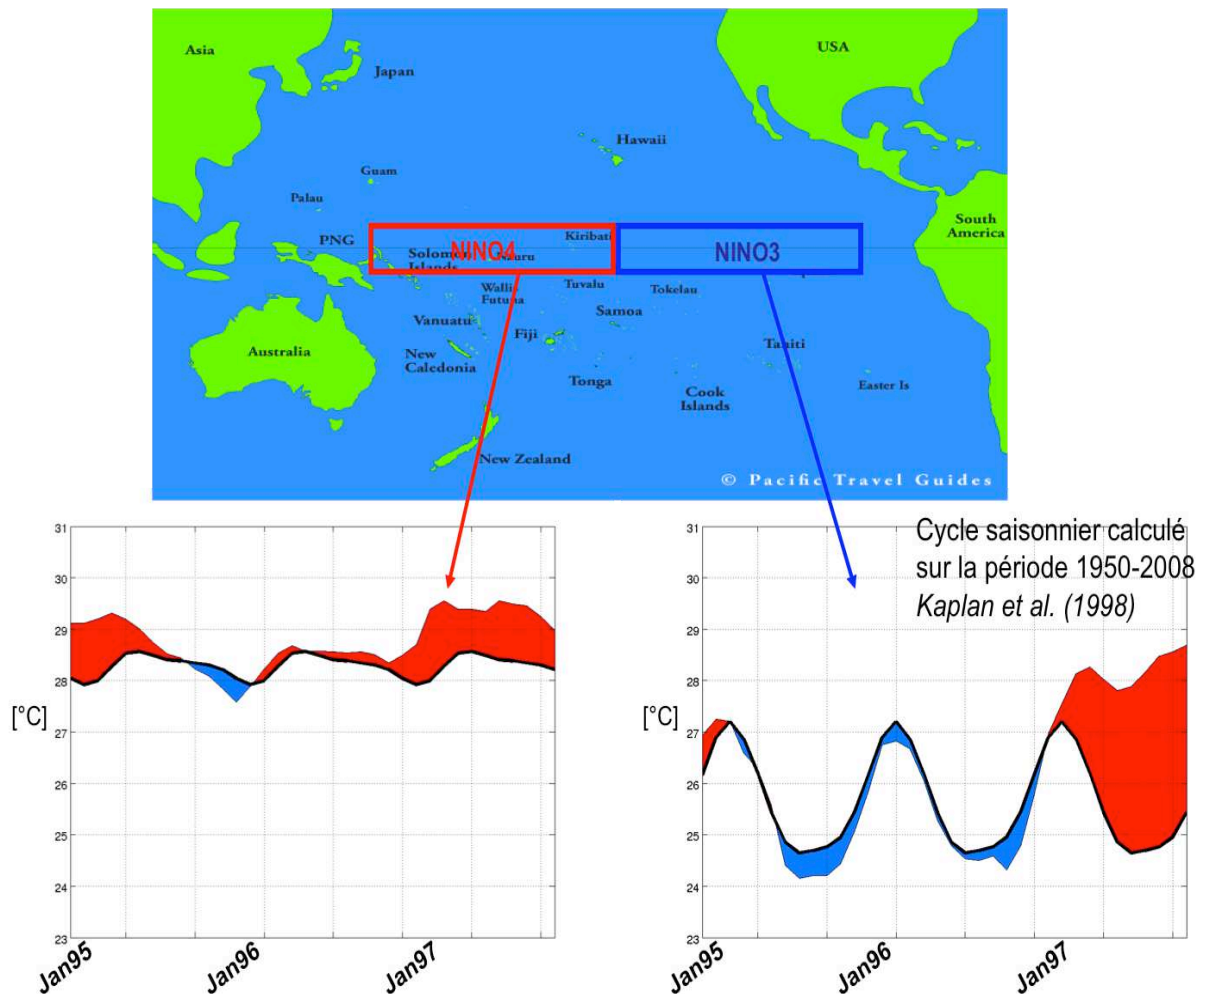 Asia
USA
Japan
Hawaii
Guam
Palau
South
America
PNG
Kiribati
NINO4
NINO3
Solomon
Islands
Nauru
Wallis
Futuna
Tuvalu
Tokelau
Samoa
Vanuatu
Fiji
Tahiti
Australia
New
Caledonia
Tonga
Cook
Islands
Easter Is
New Zealand
© Pacific Travel Guides
Cycle saisonnier calculé
sur la période 1950-2008
Kaplan et al. (1998)
31
30
29
28
27
26
25
24
23
[°C]
Jan95
Jan96
Jan97
31
30
29
28
27
26
25
24
23
[°C]
Jan95
Jan96
Jan97